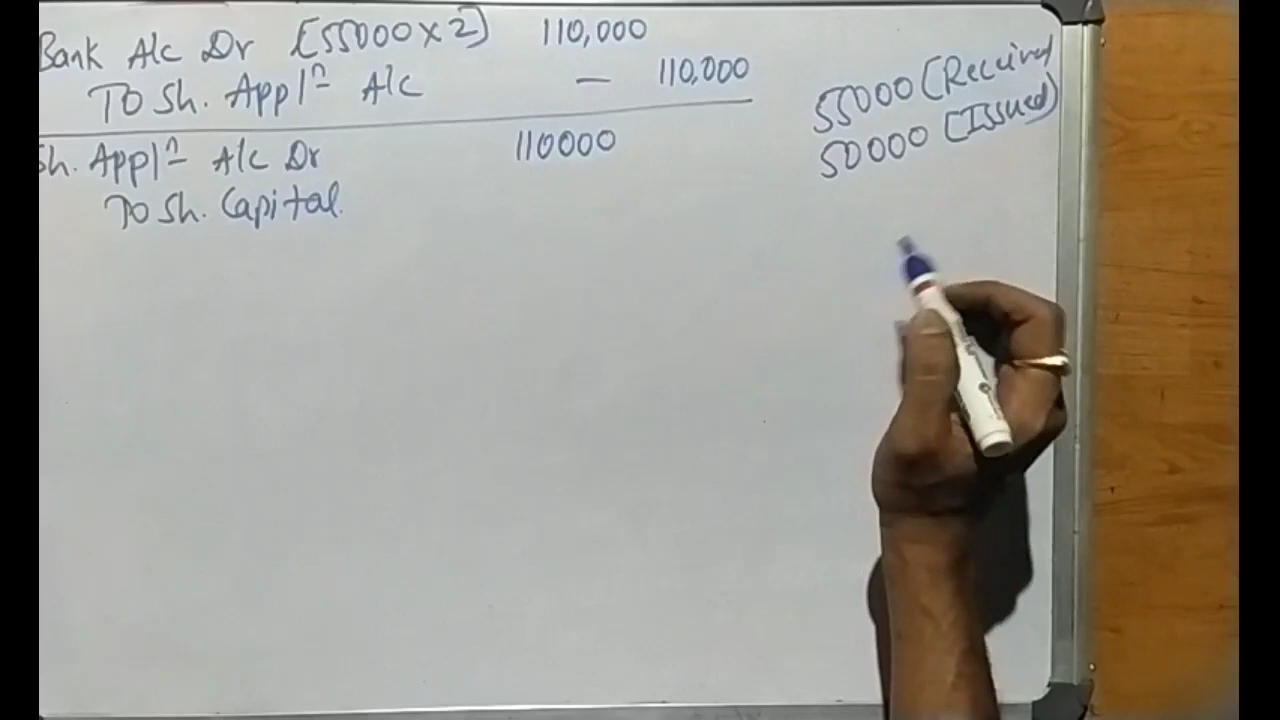 Bank A/c Dr [55000 x 2] 110,000
To Sh. Appl n A/c — 110,000
Sh. Appl n A/c Dr 110000
To Sh. Capital.
55000 (Received
50000 (Issued)